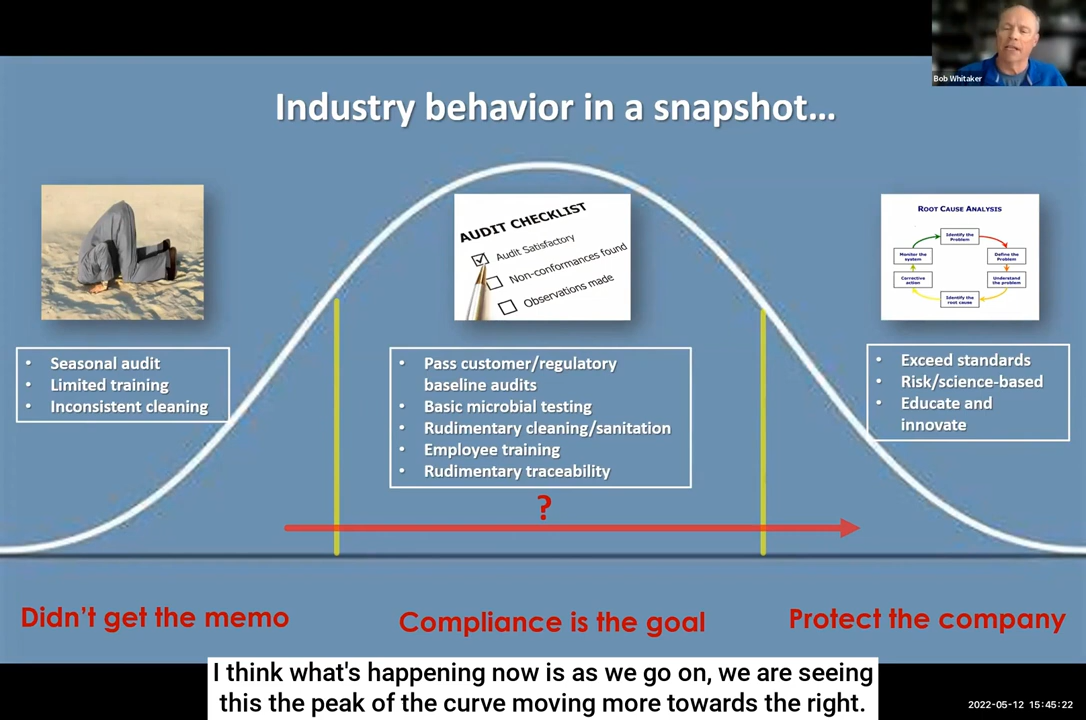 Bob Whitaker
Industry behavior in a snapshot...
AUDIT CHECKLIST
Audit Satisfactory
Non-conformances found
Observations made
ROOT CAUSE ANALYSIS
Identify the
Problem
Define the
Problem
Understand
the problem
Identify the
root cause
Corrective
action
Monitor the
system
• Seasonal audit
• Limited training
• Inconsistent cleaning
• Pass customer/regulatory
baseline audits
• Basic microbial testing
• Rudimentary cleaning/sanitation
• Employee training
• Rudimentary traceability
• Exceed standards
• Risk/science-based
• Educate and
innovate
?
Didn't get the memo
Compliance is the goal
Protect the company
I think what's happening now is as we go on, we are seeing
this the peak of the curve moving more towards the right.
2022-05-12 15:45:22